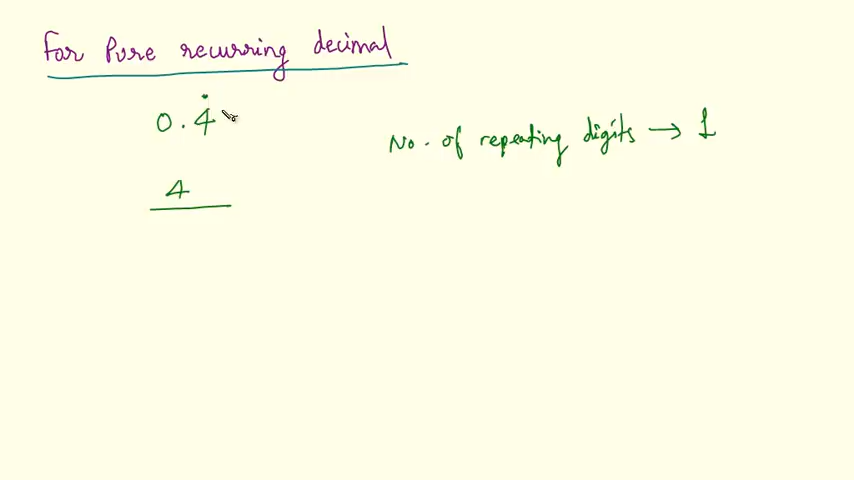 For Pure recurring decimal
0.4̇
No. of repeating digits → 1
4